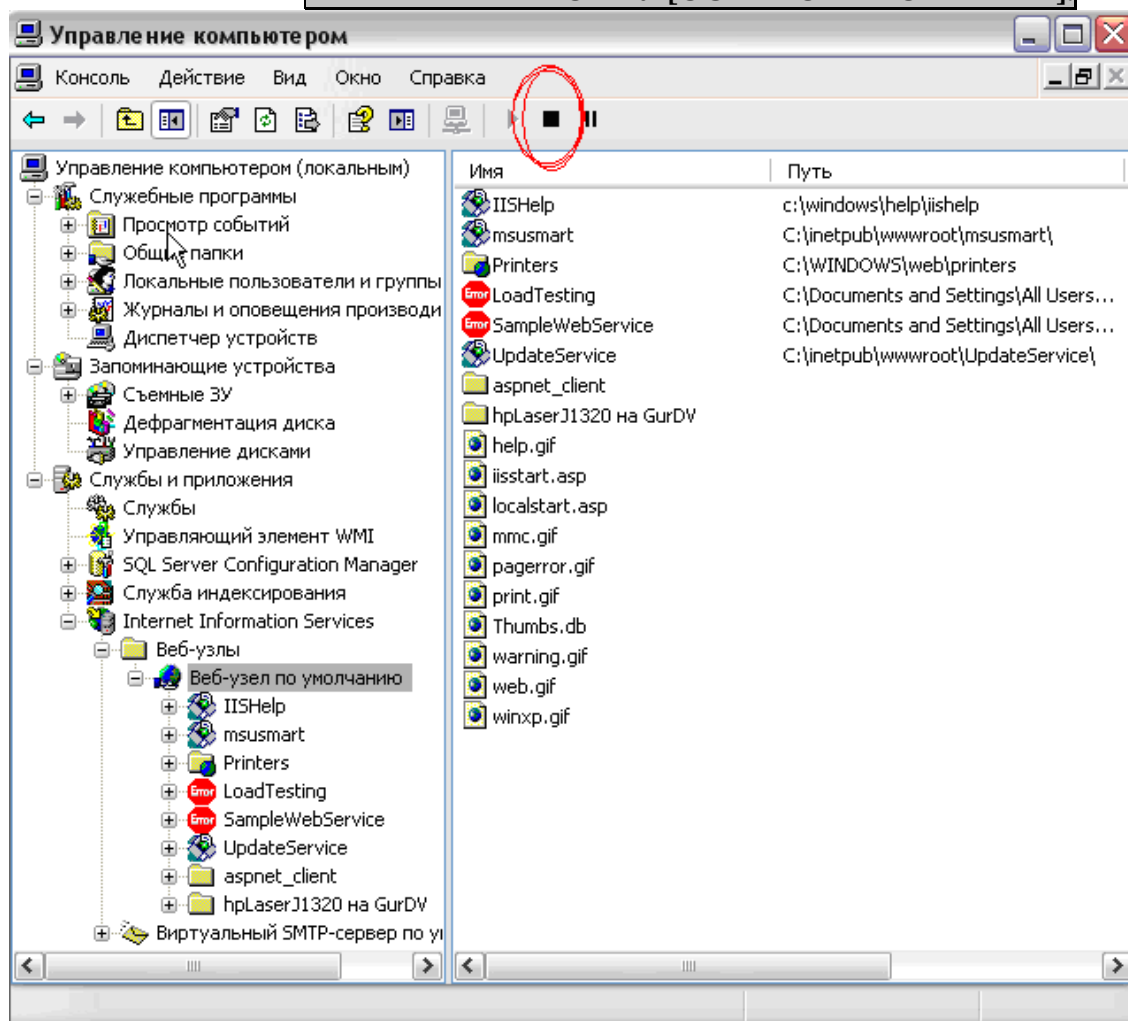 Управление компьютером
Консоль Действие Вид Окно Справка
Управление компьютером (локальным)
Служебные программы
Просмотр событий
Общие папки
Локальные пользователи и группы
Журналы и оповещения производи
Диспетчер устройств
Запоминающие устройства
Съемные ЗУ
Дефрагментация диска
Управление дисками
Службы и приложения
Службы
Управляющий элемент WMI
SQL Server Configuration Manager
Служба индексирования
Internet Information Services
Веб-узлы
Веб-узел по умолчанию
IISHelp
msusmart
Printers
Error LoadTesting
Error SampleWebService
UpdateService
aspnet_client
hpLaserJ1320 на GurDV
Виртуальный SMTP-сервер по
Имя Путь
IISHelp c:\windows\help\iishelp
msusmart C:\inetpub\wwwroot\msusmart\
Printers C:\WINDOWS\web\printers
Error LoadTesting C:\Documents and Settings\All Users...
Error SampleWebService C:\Documents and Settings\All Users...
UpdateService C:\inetpub\wwwroot\UpdateService\
aspnet_client
hpLaserJ1320 на GurDV
help.gif
iisstart.asp
localstart.asp
mmc.gif
pagerror.gif
print.gif
Thumbs.db
warning.gif
web.gif
winxp.gif